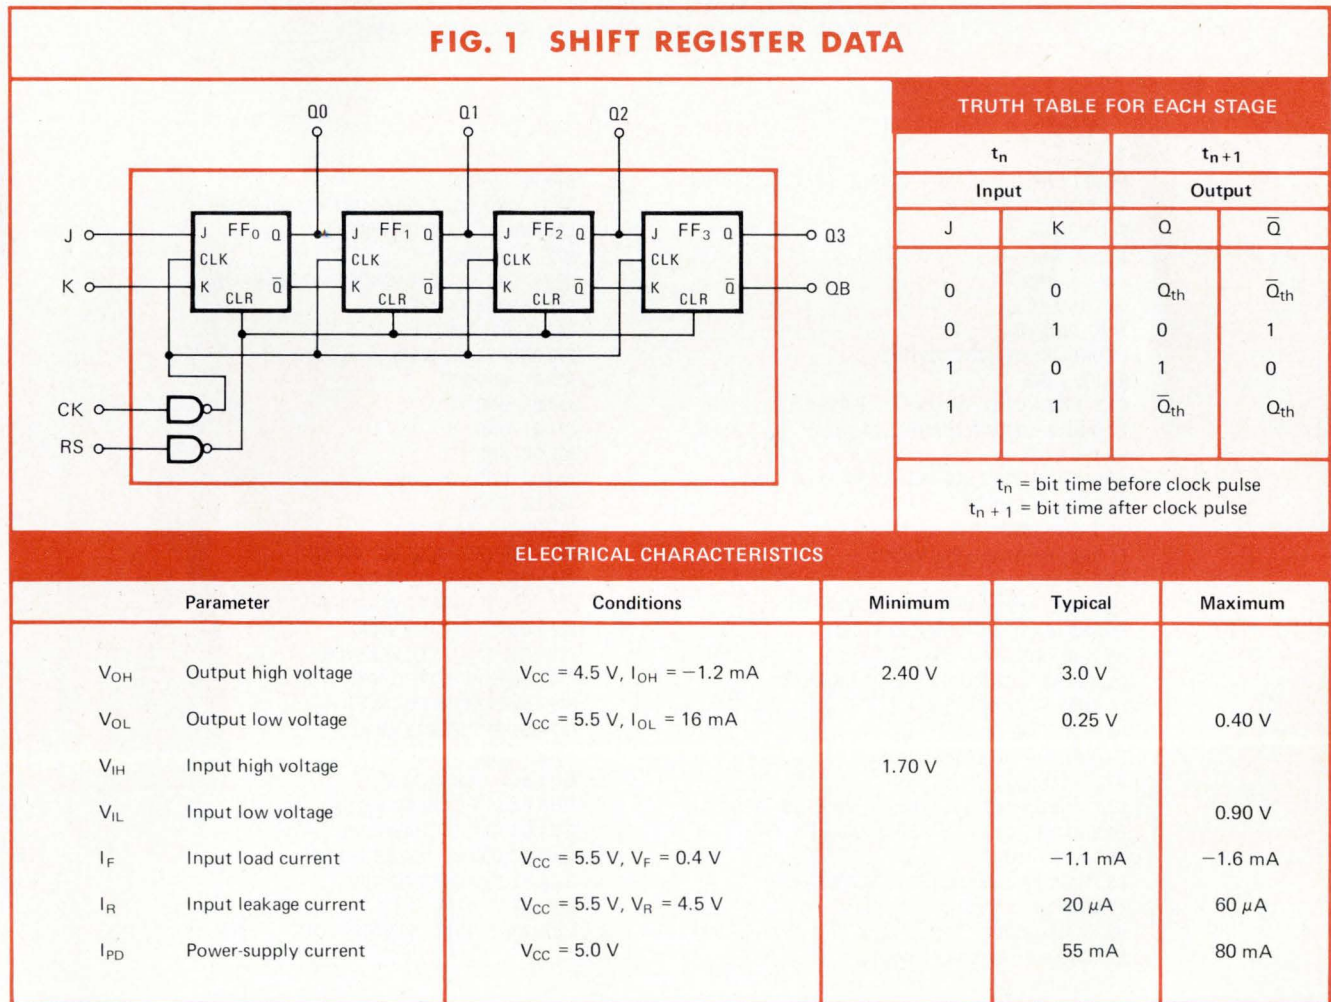 FIG. 1 SHIFT REGISTER DATA
Q0 Q1 Q2
J FF0 Q J FF1 Q J FF2 Q J FF3 Q
J Q3
CLK CLK CLK CLK
K K Q̅ K Q̅ K Q̅ K Q̅ QB
CLR CLR CLR CLR
CK
RS
TRUTH TABLE FOR EACH STAGE
tn tn+1
Input Output
J K Q Q̅
0 0 Qth Q̅th
0 1 0 1
1 0 1 0
1 1 Q̅th Qth
tn = bit time before clock pulse
tn + 1 = bit time after clock pulse
ELECTRICAL CHARACTERISTICS
Parameter Conditions Minimum Typical Maximum
VOH Output high voltage VCC = 4.5 V, IOH = −1.2 mA 2.40 V 3.0 V
VOL Output low voltage VCC = 5.5 V, IOL = 16 mA 0.25 V 0.40 V
VIH Input high voltage 1.70 V
VIL Input low voltage 0.90 V
IF Input load current VCC = 5.5 V, VF = 0.4 V −1.1 mA −1.6 mA
IR Input leakage current VCC = 5.5 V, VR = 4.5 V 20 μA 60 μA
IPD Power-supply current VCC = 5.0 V 55 mA 80 mA